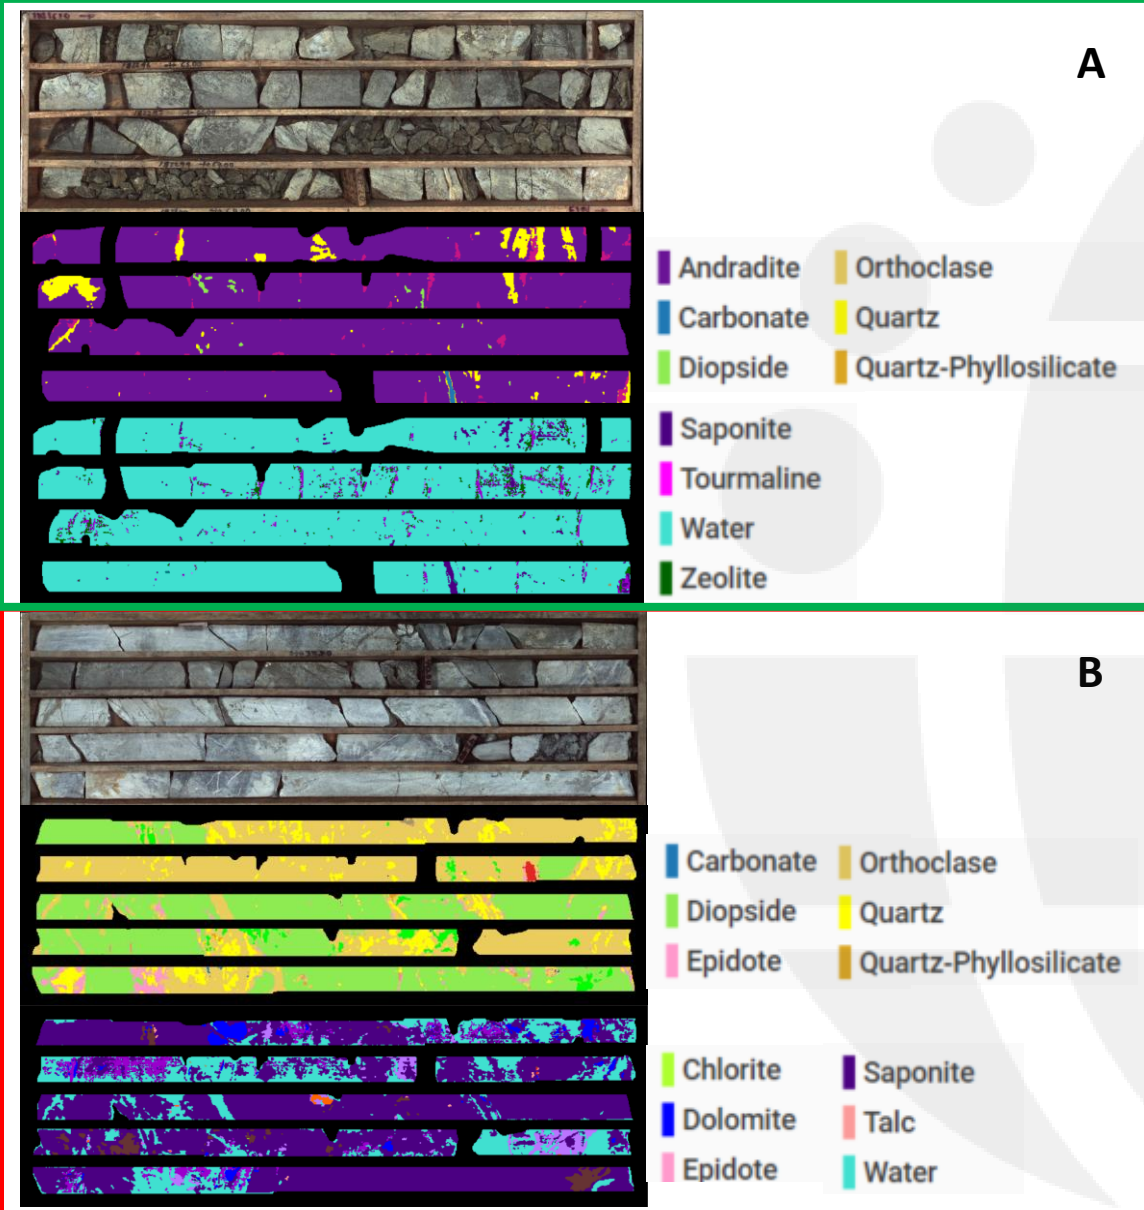 A
Andradite Orthoclase
Carbonate Quartz
Diopside Quartz-Phyllosilicate
Saponite
Tourmaline
Water
Zeolite
B
Carbonate Orthoclase
Diopside Quartz
Epidote Quartz-Phyllosilicate
Chlorite Saponite
Dolomite Talc
Epidote Water